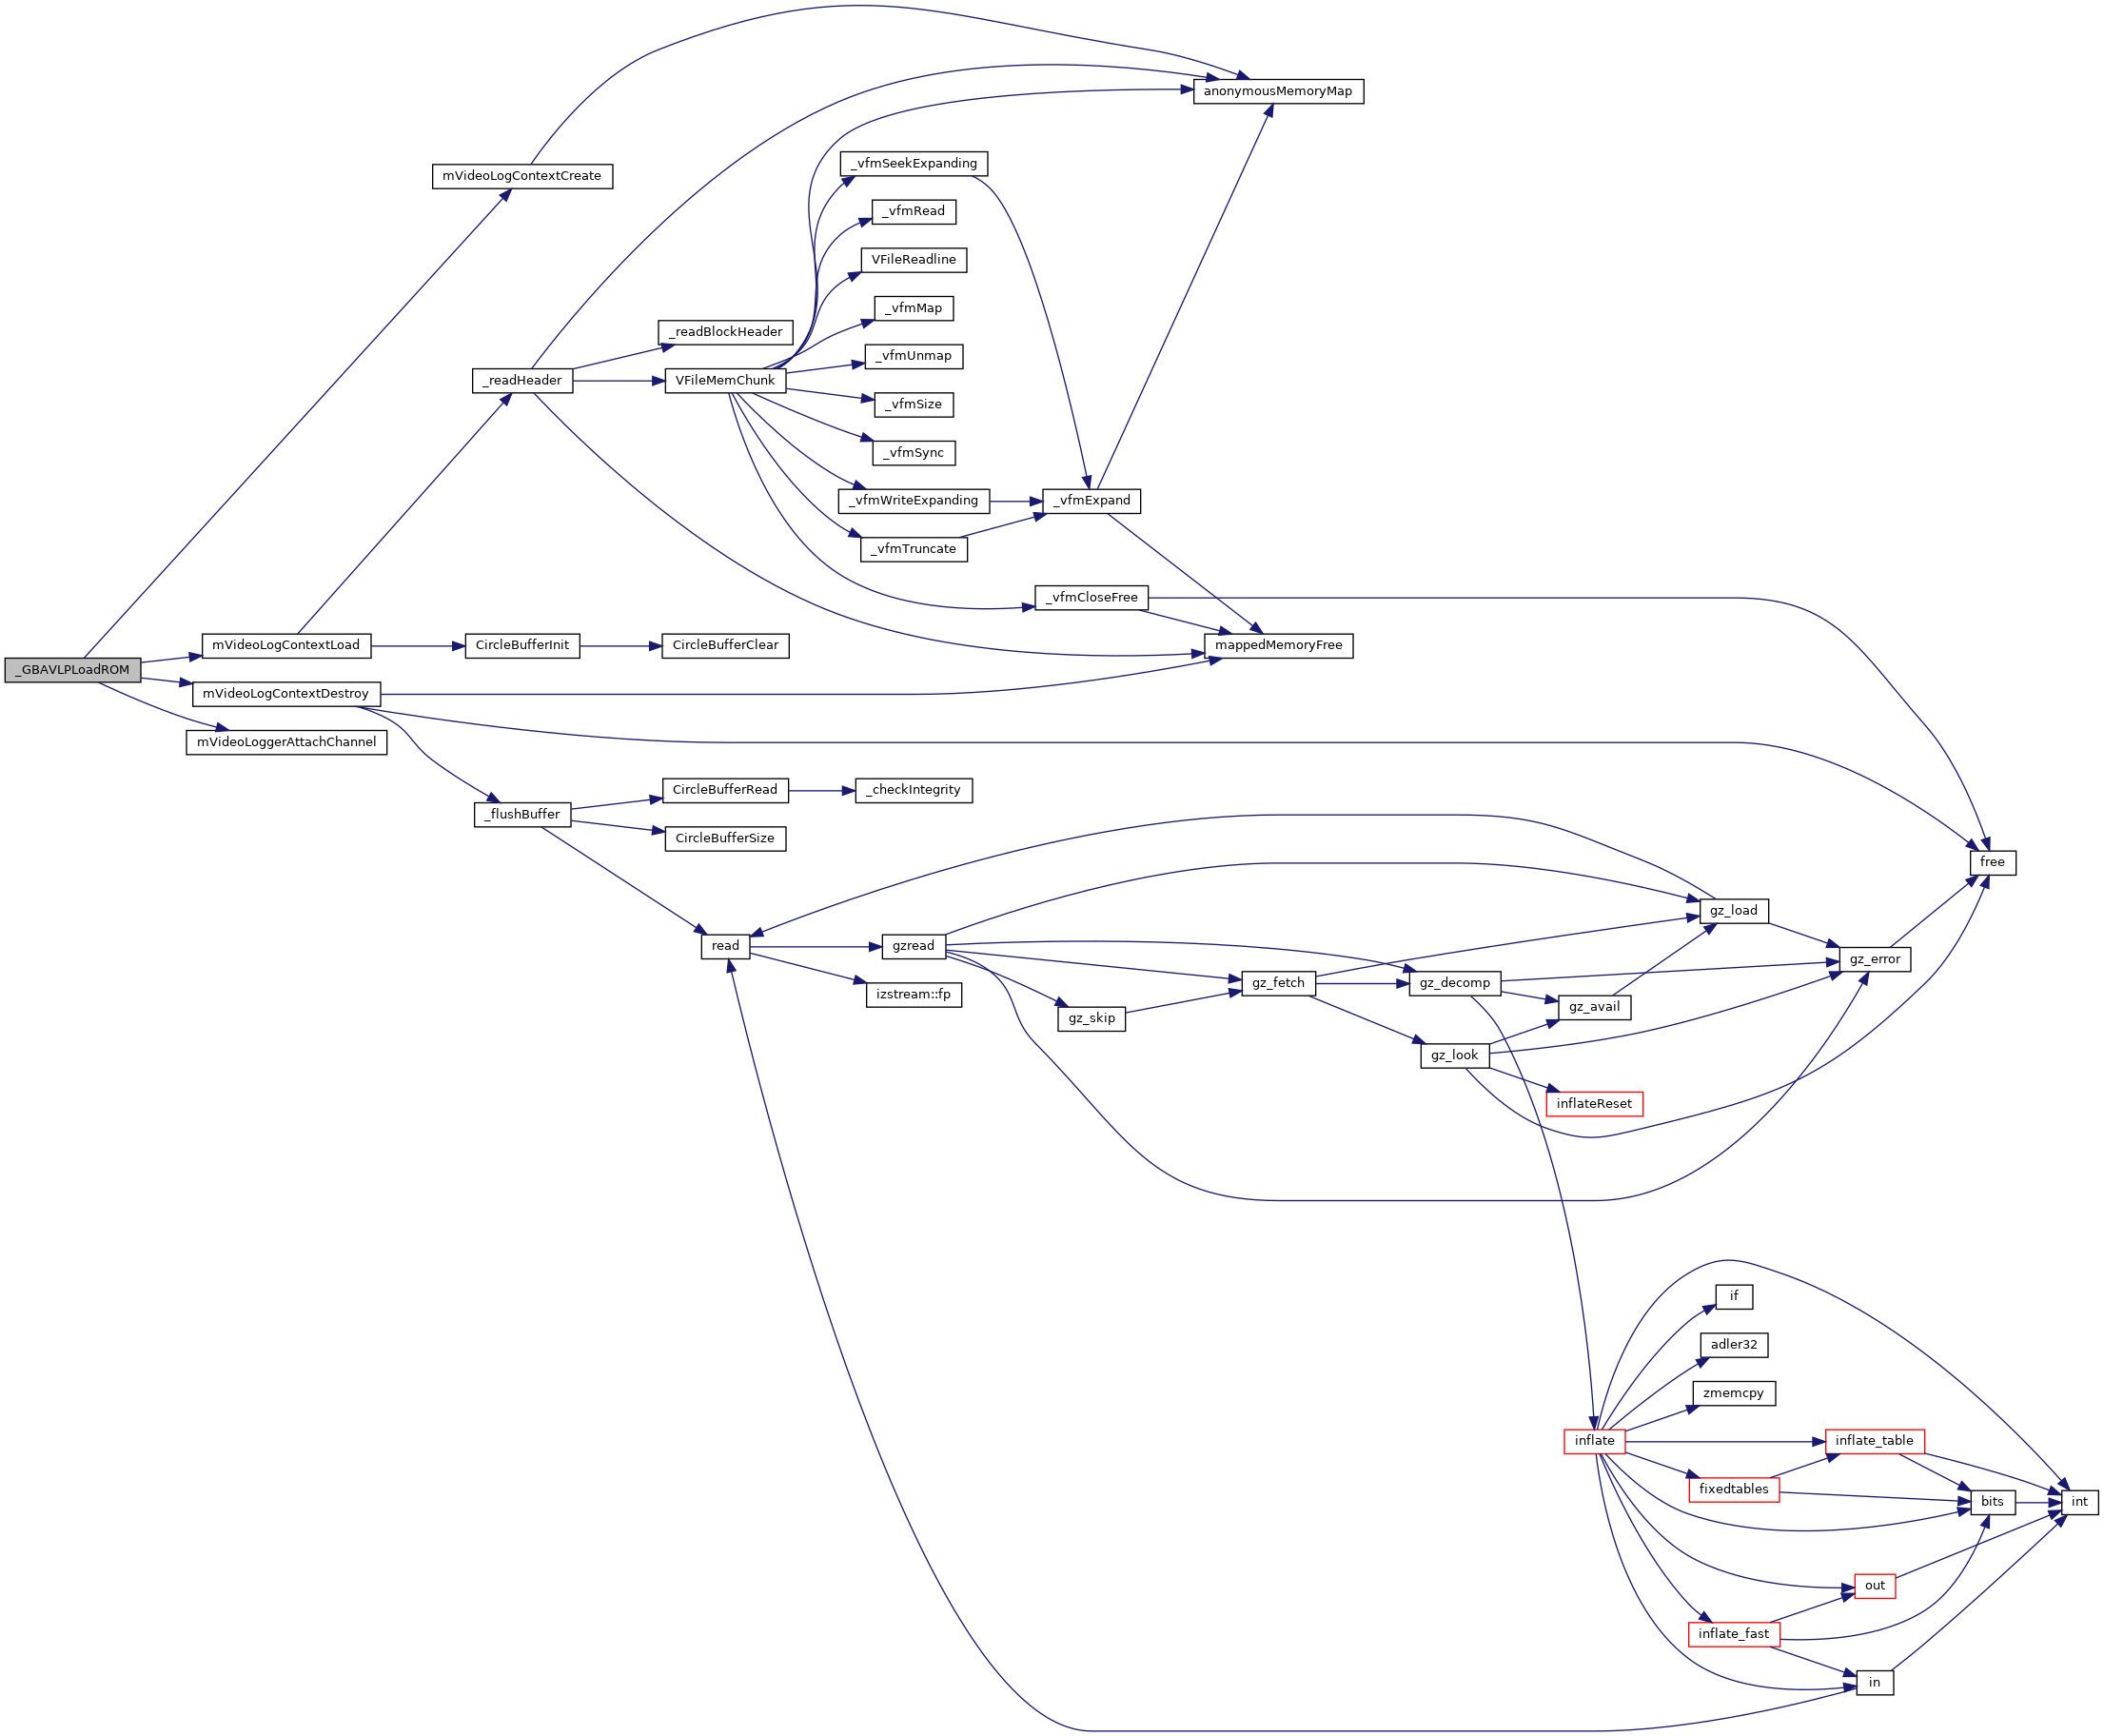 anonymousMemoryMap
_vfmSeekExpanding
mVideoLogContextCreate
_vfmRead
VFileReadline
_vfmMap
_readBlockHeader
_vfmUnmap
_readHeader
VFileMemChunk
_vfmSize
_vfmSync
_vfmWriteExpanding
_vfmExpand
_vfmTruncate
_vfmCloseFree
mVideoLogContextLoad
CircleBufferInit
CircleBufferClear
mappedMemoryFree
_GBAVLPLoadROM
mVideoLogContextDestroy
mVideoLoggerAttachChannel
CircleBufferRead
_checkIntegrity
_flushBuffer
CircleBufferSize
free
gz_load
read
gzread
gz_error
gz_fetch
gz_decomp
izstream::fp
gz_avail
gz_skip
gz_look
inflateReset
if
adler32
zmemcpy
inflate
inflate_table
fixedtables
bits
int
out
inflate_fast
in